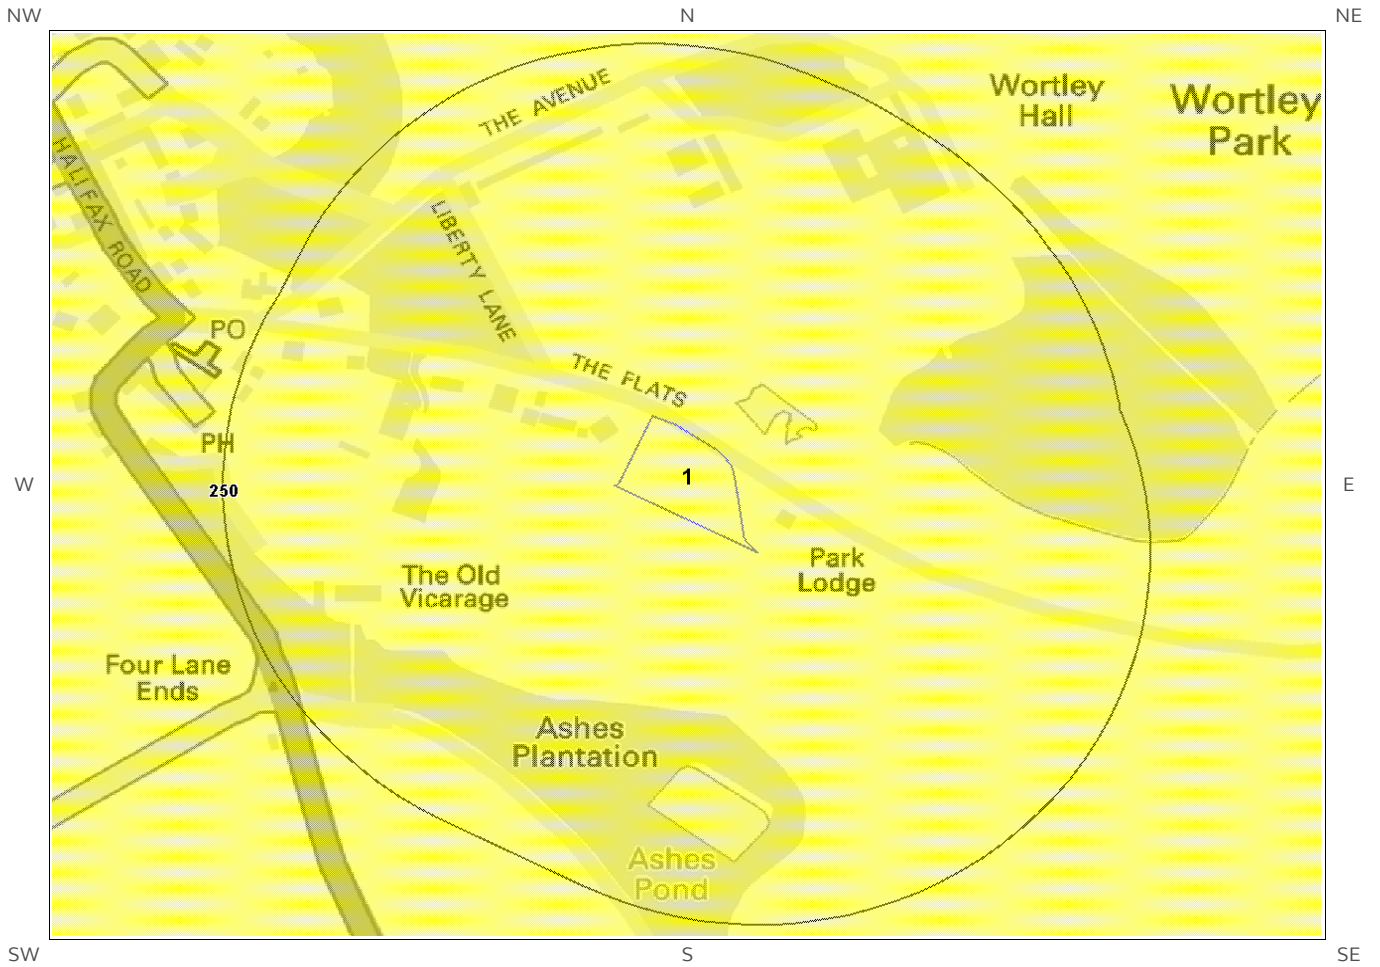 NW
N
NE
THE AVENUE
Wortley
Hall
Wortley
Park
HALIFAX ROAD
LIBERTY LANE
PO
THE FLATS
PH
W
250
1
E
Park
Lodge
The Old
Vicarage
Four Lane
Ends
Ashes
Plantation
Ashes
Pond
SW
S
SE